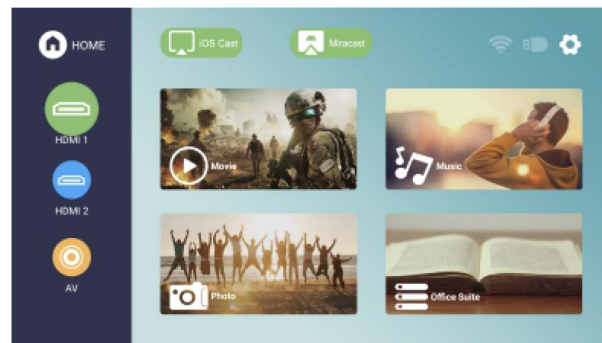 HOME
iOS Cast
Miracast
HDMI 1
HDMI 2
AV
Movie
Music
Photo
Office Suite